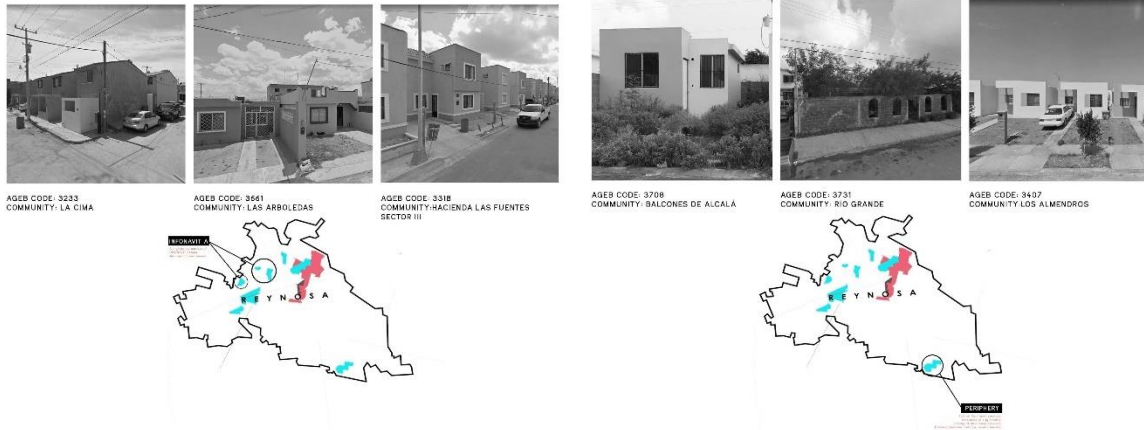 AGEB CODE: 3233
COMMUNITY: LA CIMA
AGEB CODE: 3561
COMMUNITY: LAS ARBOLEDAS
AGEB CODE: 3318
COMMUNITY:HACIENDA LAS FUENTES
SECTOR III
INFONAVIT A
REYNOSA
AGEB CODE: 3708
COMMUNITY: BALCONES DE ALCALÁ
AGEB CODE: 3731
COMMUNITY: RIO GRANDE
AGEB CODE: 3407
COMMUNITY:LOS ALMENDROS
REYNOSA
PERIPHERY